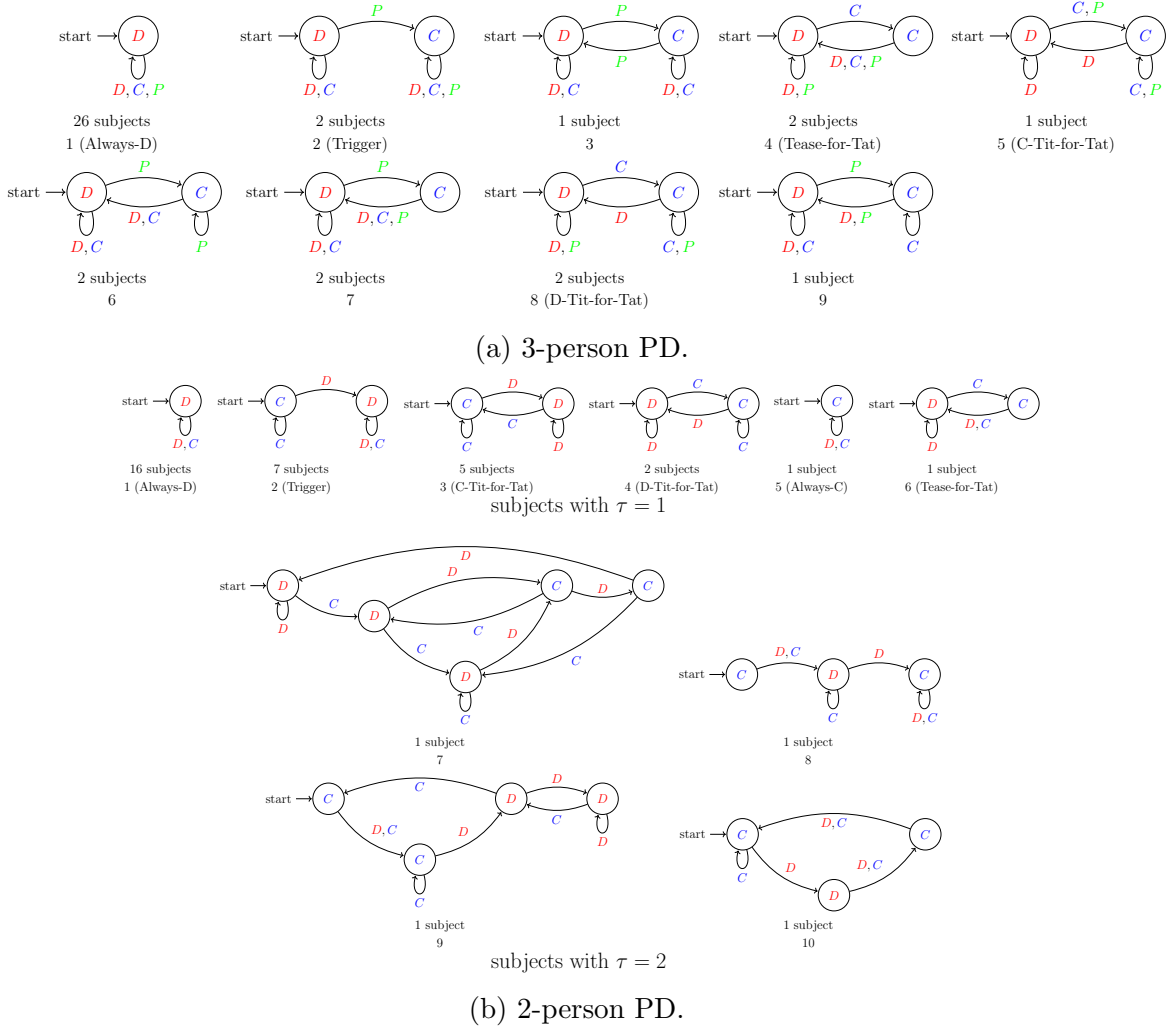 P
P
C
C, P
start
D
start
D
C
start
D
C
start
D
C
start
D
C
P
D, C, P
D
D, C, P
D, C
D, C, P
D, C
D, P
D
C, P
26 subjects
2 subjects
1 subject
2 subjects
1 subject
1 (Always-D)
2 (Trigger)
3
4 (Tease-for-Tat)
5 (C-Tit-for-Tat)
P
P
C
P
start
D
C
start
D
C
start
D
C
start
D
C
D, C
D, C, P
D
D, P
D, C
P
D, C
D, P
C, P
D, C
C
2 subjects
2 subjects
2 subjects
1 subject
6
7
8 (D-Tit-for-Tat)
9
(a) 3-person PD.
D
D
C
C
start
D
start
C
D
start
C
D
start
D
C
start
C
start
D
C
C
D
D, C
D, C
C
D, C
C
D
D
C
D, C
D
16 subjects
7 subjects
5 subjects
2 subjects
1 subject
1 subject
1 (Always-D)
2 (Trigger)
3 (C-Tit-for-Tat)
4 (D-Tit-for-Tat)
5 (Always-C)
6 (Tease-for-Tat)
subjects with τ = 1
D
D
start
D
C
D
C
C
D
D
C
D
C
D
C
C
D
C
1 subject
7
start
C
D, C
D
D
C
C
D, C
1 subject
8
start
C
C
D
D
D
C
D, C
D
D
C
C
1 subject
9
start
C
D, C
C
C
D
D, C
D
1 subject
10
subjects with τ = 2
(b) 2-person PD.